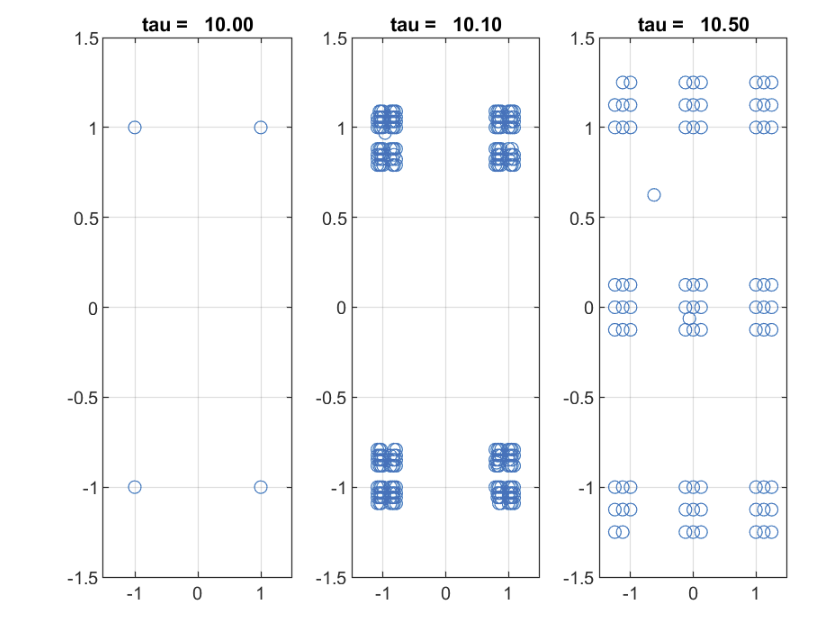 tau = 10.00
tau = 10.10
tau = 10.50
1.5 1.5 1.5
1 1 1
0.5 0.5 0.5
0 0 0
-0.5 -0.5 -0.5
-1 -1 -1
-1.5 -1.5 -1.5
-1 0 1 -1 0 1 -1 0 1